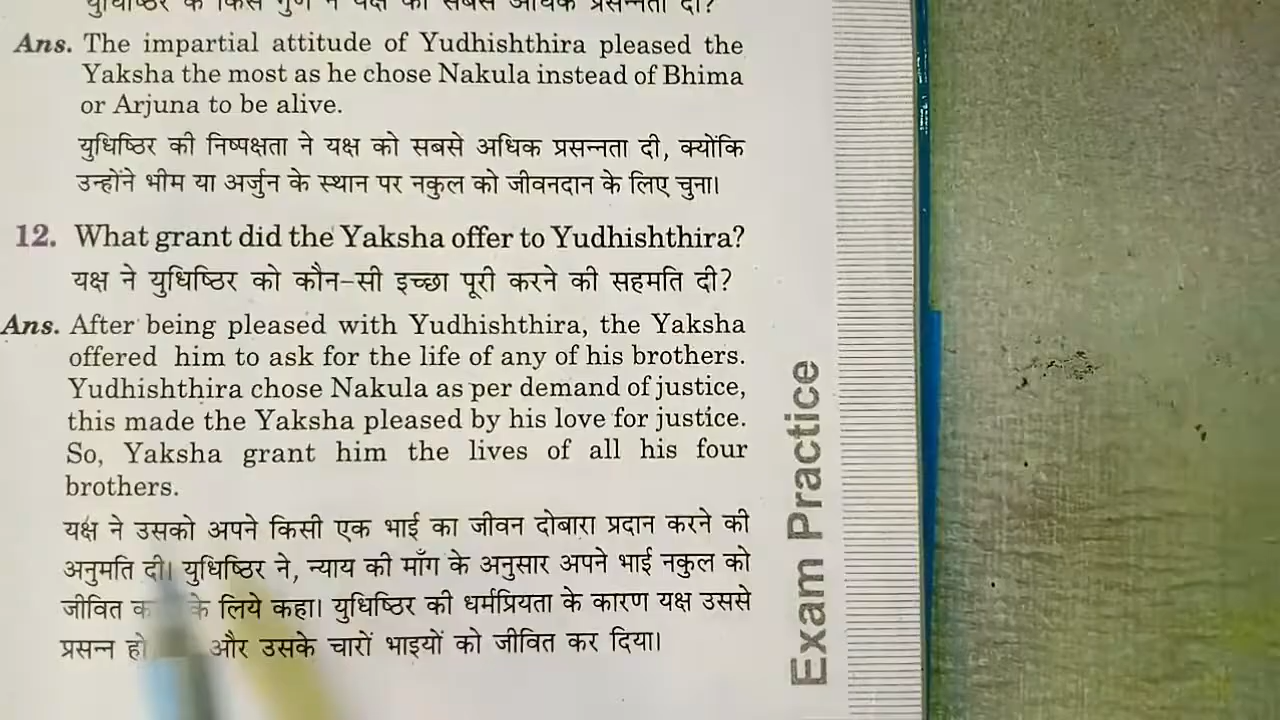 युधिष्ठिर के किस गुण ने यक्ष को सबसे अधिक प्रसन्नता दी?
Ans. The impartial attitude of Yudhishthira pleased the
Yaksha the most as he chose Nakula instead of Bhima
or Arjuna to be alive.
युधिष्ठिर की निष्पक्षता ने यक्ष को सबसे अधिक प्रसन्नता दी, क्योंकि
उन्होंने भीम या अर्जुन के स्थान पर नकुल को जीवनदान के लिए चुना।
12. What grant did the Yaksha offer to Yudhishthira?
यक्ष ने युधिष्ठिर को कौन-सी इच्छा पूरी करने की सहमति दी?
Ans. After being pleased with Yudhishthira, the Yaksha
offered him to ask for the life of any of his brothers.
Yudhishthira chose Nakula as per demand of justice,
this made the Yaksha pleased by his love for justice.
So, Yaksha grant him the lives of all his four
brothers.
यक्ष ने उसको अपने किसी एक भाई का जीवन दोबारा प्रदान करने की
अनुमति दी। युधिष्ठिर ने, न्याय की माँग के अनुसार अपने भाई नकुल को
जीवित के लिये कहा। युधिष्ठिर की धर्मप्रियता के कारण यक्ष उससे
प्रसन्न हो और उसके चारों भाइयों को जीवित कर दिया।
Exam Practice